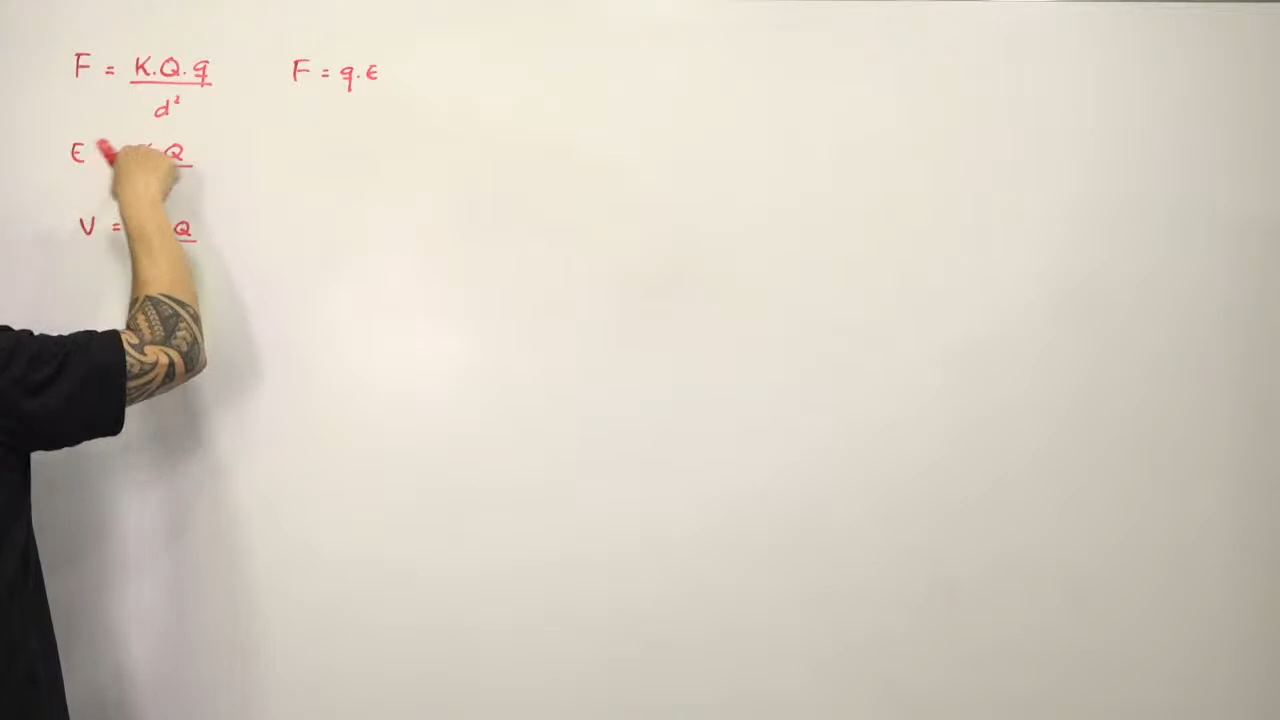 F = K.Q.q F = q.E
d²
E Q
V = Q